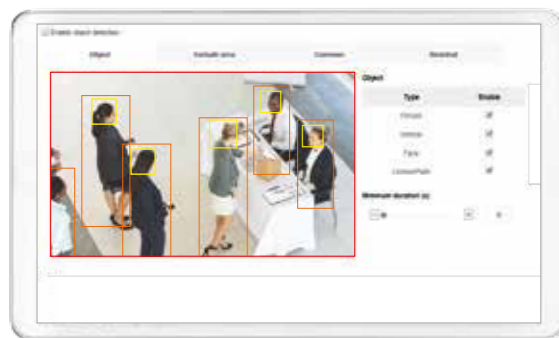 Enable object detection
Object	Exclude area	Common	Schedule
Object
Type	Enable
Person
Vehicle
Face
LicensePlate
Minimum duration (s)